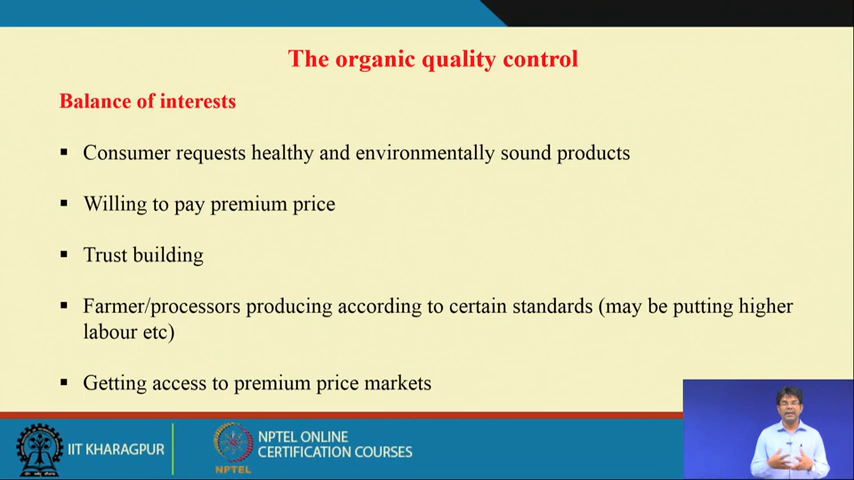 The organic quality control
Balance of interests
▪ Consumer requests healthy and environmentally sound products
▪ Willing to pay premium price
▪ Trust building
▪ Farmer/processors producing according to certain standards (may be putting higher
labour etc)
▪ Getting access to premium price markets
IIT KHARAGPUR
NPTEL
NPTEL ONLINE
CERTIFICATION COURSES